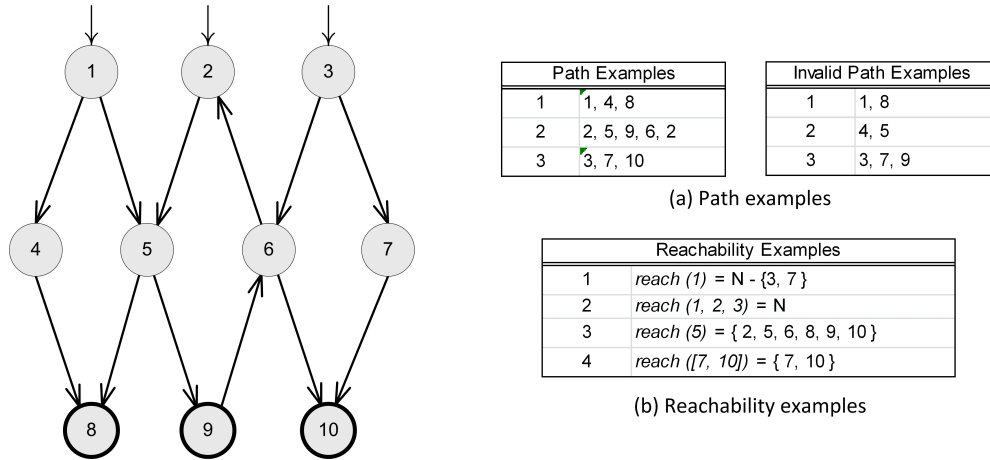 1 2 3
4 5 6 7
8 9 10
Path Examples
1 1, 4, 8
2 2, 5, 9, 6, 2
3 3, 7, 10
Invalid Path Examples
1 1, 8
2 4, 5
3 3, 7, 9
(a) Path examples
Reachability Examples
1 reach (1) = N - {3, 7 }
2 reach (1, 2, 3) = N
3 reach (5) = { 2, 5, 6, 8, 9, 10 }
4 reach ([7, 10]) = { 7, 10 }
(b) Reachability examples